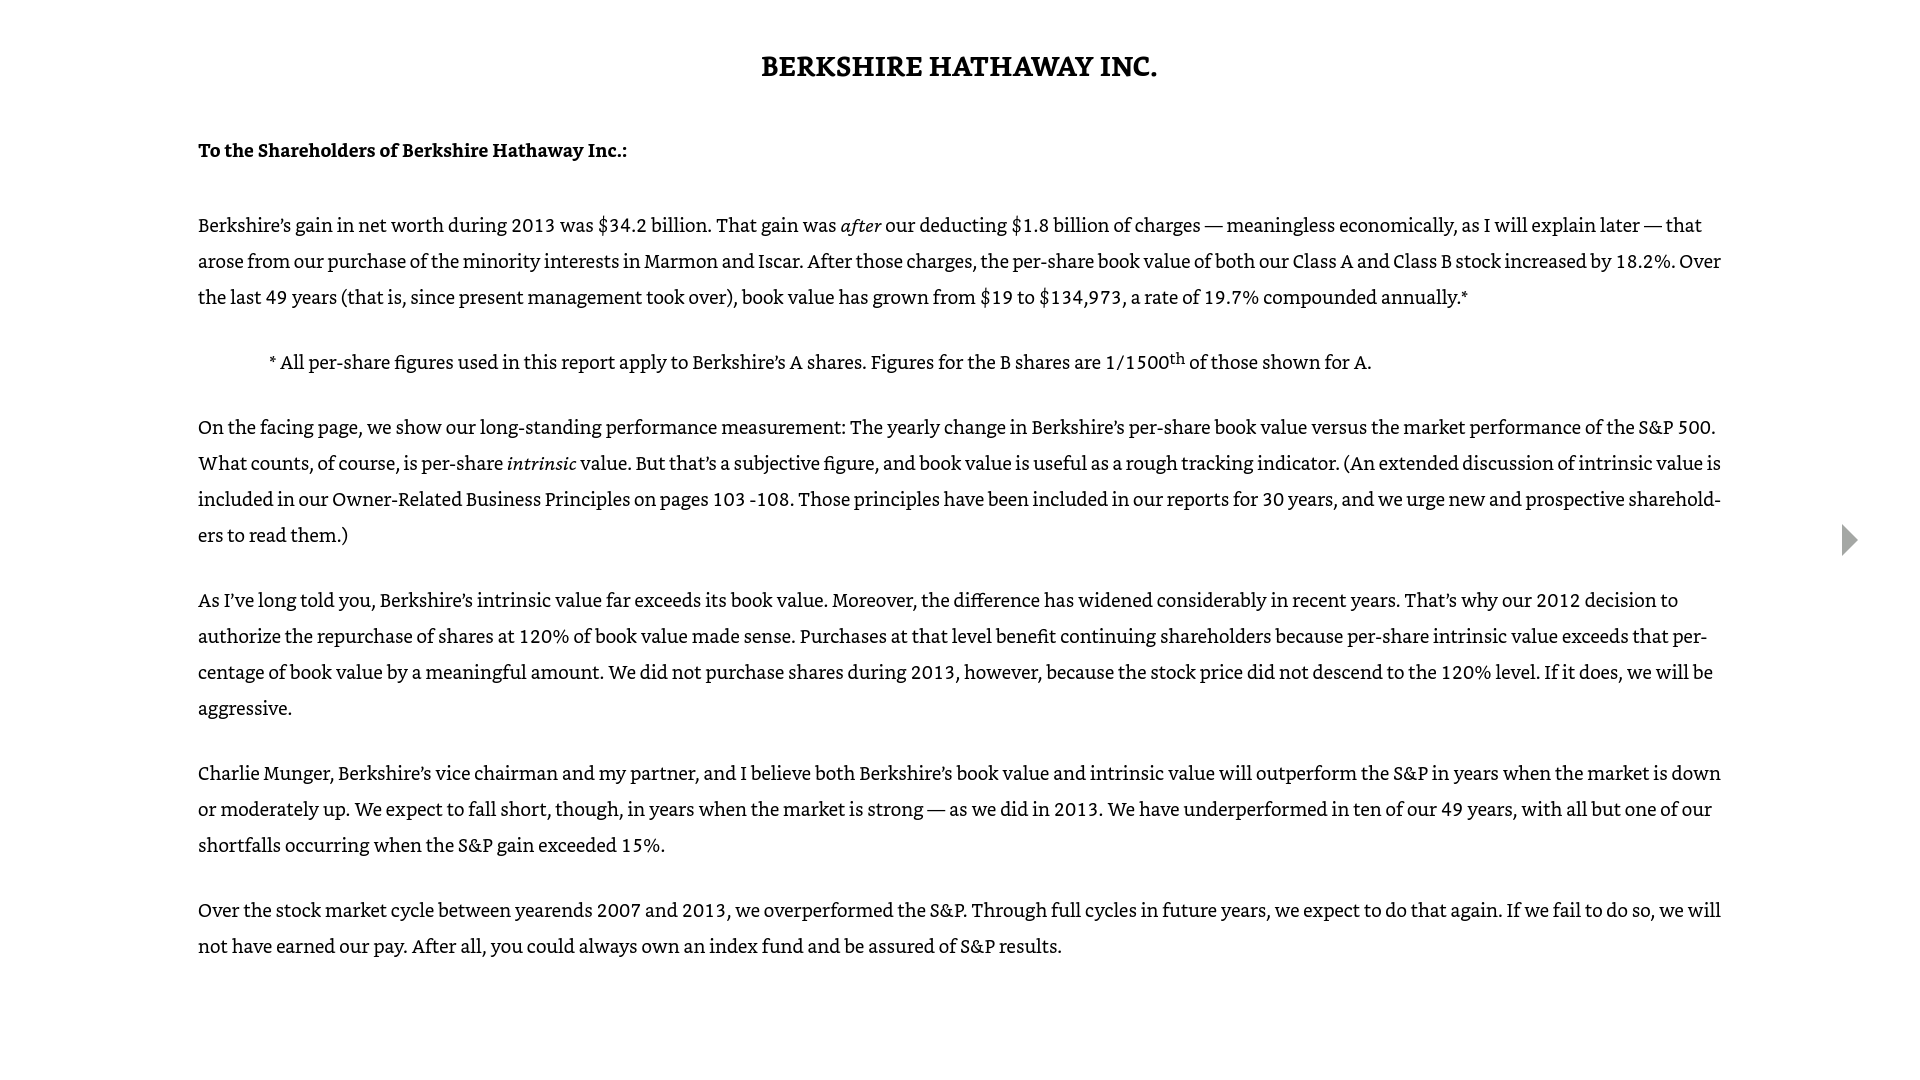 BERKSHIRE HATHAWAY INC.
To the Shareholders of Berkshire Hathaway Inc.:
Berkshire’s gain in net worth during 2013 was $34.2 billion. That gain was after our deducting $1.8 billion of charges — meaningless economically, as I will explain later — that
arose from our purchase of the minority interests in Marmon and Iscar. After those charges, the per-share book value of both our Class A and Class B stock increased by 18.2%. Over
the last 49 years (that is, since present management took over), book value has grown from $19 to $134,973, a rate of 19.7% compounded annually.*
* All per-share figures used in this report apply to Berkshire’s A shares. Figures for the B shares are 1/1500th of those shown for A.
On the facing page, we show our long-standing performance measurement: The yearly change in Berkshire’s per-share book value versus the market performance of the S&P 500.
What counts, of course, is per-share intrinsic value. But that’s a subjective figure, and book value is useful as a rough tracking indicator. (An extended discussion of intrinsic value is
included in our Owner-Related Business Principles on pages 103 -108. Those principles have been included in our reports for 30 years, and we urge new and prospective sharehold-
ers to read them.)
As I’ve long told you, Berkshire’s intrinsic value far exceeds its book value. Moreover, the difference has widened considerably in recent years. That’s why our 2012 decision to
authorize the repurchase of shares at 120% of book value made sense. Purchases at that level benefit continuing shareholders because per-share intrinsic value exceeds that per-
centage of book value by a meaningful amount. We did not purchase shares during 2013, however, because the stock price did not descend to the 120% level. If it does, we will be
aggressive.
Charlie Munger, Berkshire’s vice chairman and my partner, and I believe both Berkshire’s book value and intrinsic value will outperform the S&P in years when the market is down
or moderately up. We expect to fall short, though, in years when the market is strong — as we did in 2013. We have underperformed in ten of our 49 years, with all but one of our
shortfalls occurring when the S&P gain exceeded 15%.
Over the stock market cycle between yearends 2007 and 2013, we overperformed the S&P. Through full cycles in future years, we expect to do that again. If we fail to do so, we will
not have earned our pay. After all, you could always own an index fund and be assured of S&P results.